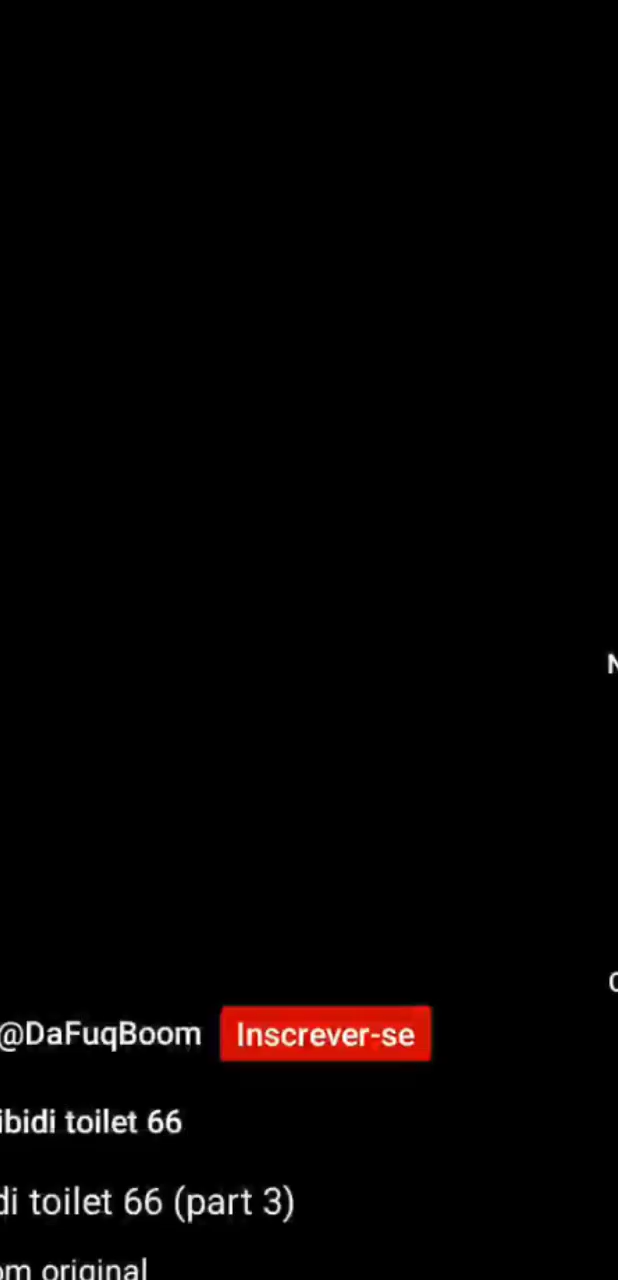 @DaFuqBoom Inscrever-se
ibidi toilet 66
di toilet 66 (part 3)
om original